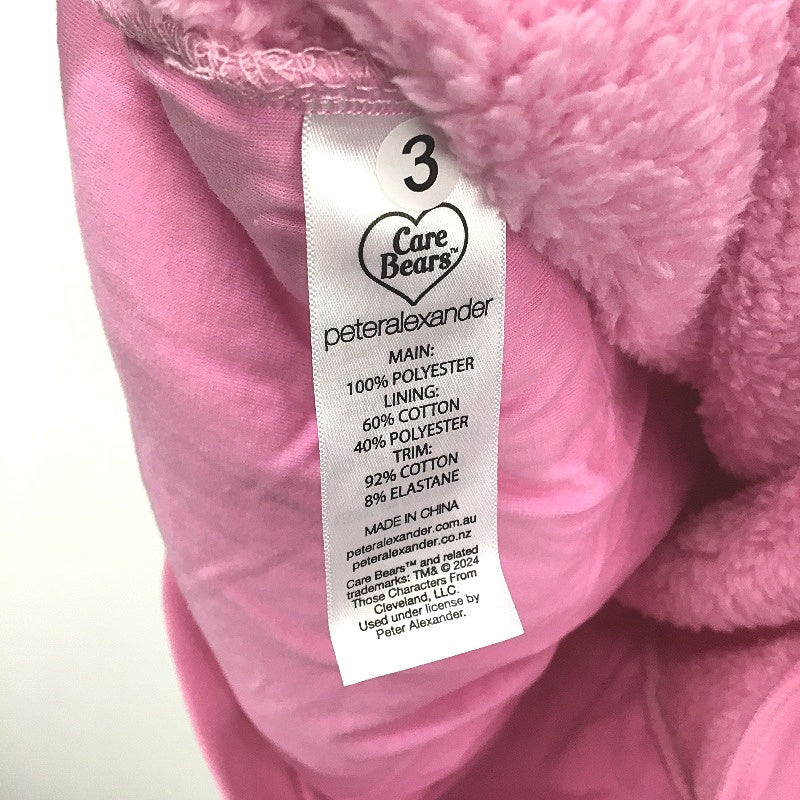 3
Care
Bears™
peteralexander
MAIN:
100% POLYESTER
LINING:
60% COTTON
40% POLYESTER
TRIM:
92% COTTON
8% ELASTANE
MADE IN CHINA
peteralexander.com.au
peteralexander.co.nz
Care Bears™ and related
trademarks: TM& © 2024
Those Characters From
Cleveland, LLC.
Used under license by
Peter Alexander.